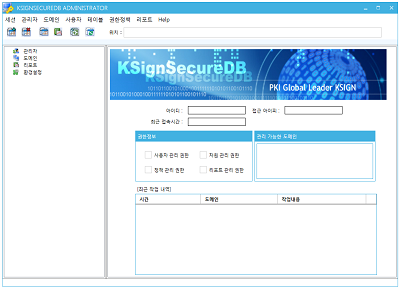 KSIGNSECUREDB ADMINISTRATOR
세션 관리자 도메인 사용자 테이블 권한정책 리포트 Help
위치 :
관리자
도메인
리포트
환경설정
KSignSecureDB
PKI Global Leader KSIGN
아이디 : 접근 아이피 :
최근 접속시간 :
권한정보 관리 가능한 도메인
사용자 관리 권한 자원 관리 권한
정책 관리 권한 리포트 관리 권한
(최근 작업 내역)
시간 도메인 작업내용